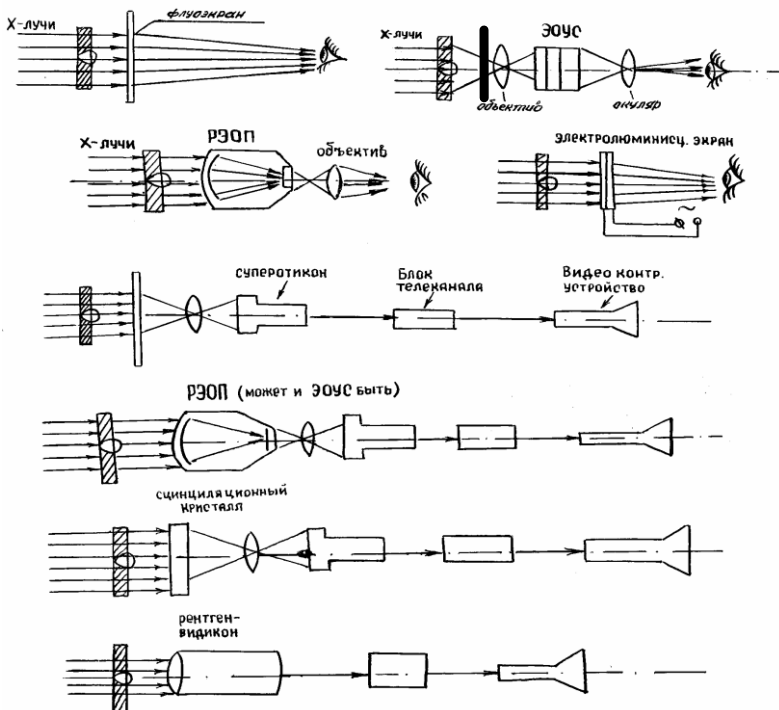 Х-лучи
флуоэкран
Х-лучи
ЭОУС
объектив
окуляр
Х-лучи
РЭОП
объектив
электролюминисц. экран
~
суперотикон
Блок
телеканала
Видео контр.
устройство
РЭОП (может и ЭОУС быть)
сцинциляционный
кристалл
рентген-
видикон